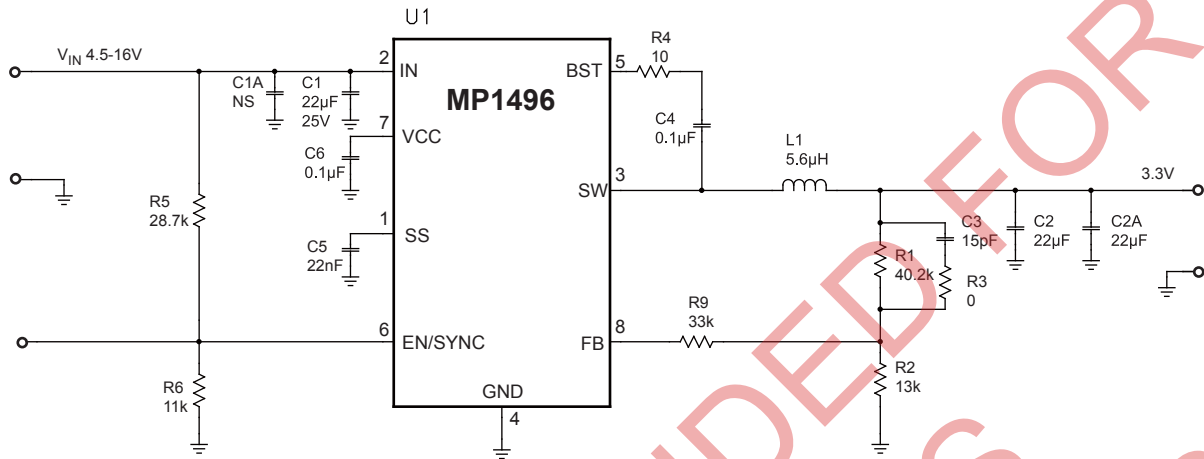 U1
V_IN 4.5-16V
C1A
NS
C1
22µF
25V
2
IN
MP1496
BST
5
R4
10
7
VCC
C6
0.1µF
C4
0.1µF
L1
5.6µH
3
SW
3.3V
R5
28.7k
1
SS
C5
22nF
C3
15pF
C2
22µF
C2A
22µF
R1
40.2k
R3
0
R9
33k
6
EN/SYNC
FB
8
R6
11k
R2
13k
GND
4
NDED FOR